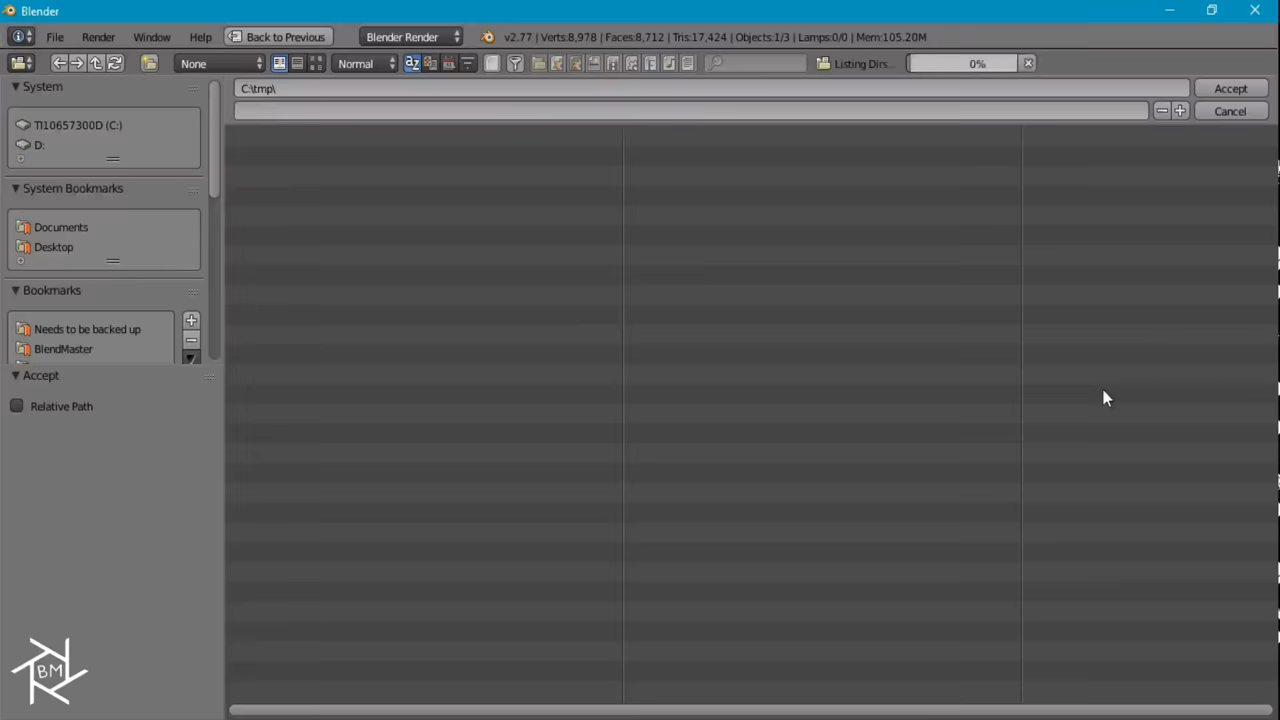 Blender
File Render Window Help Back to Previous Blender Render v2.77 | Verts:8,978 | Faces:8,712 | Tris:17,424 | Objects:1/3 | Lamps:0/0 | Mem:105.20M
None Normal Listing Dirs... 0%
System
C:\tmp\
Accept
Cancel
TI10657300D (C:)
D:
System Bookmarks
Documents
Desktop
Bookmarks
Needs to be backed up
BlendMaster
Accept
Relative Path
BM